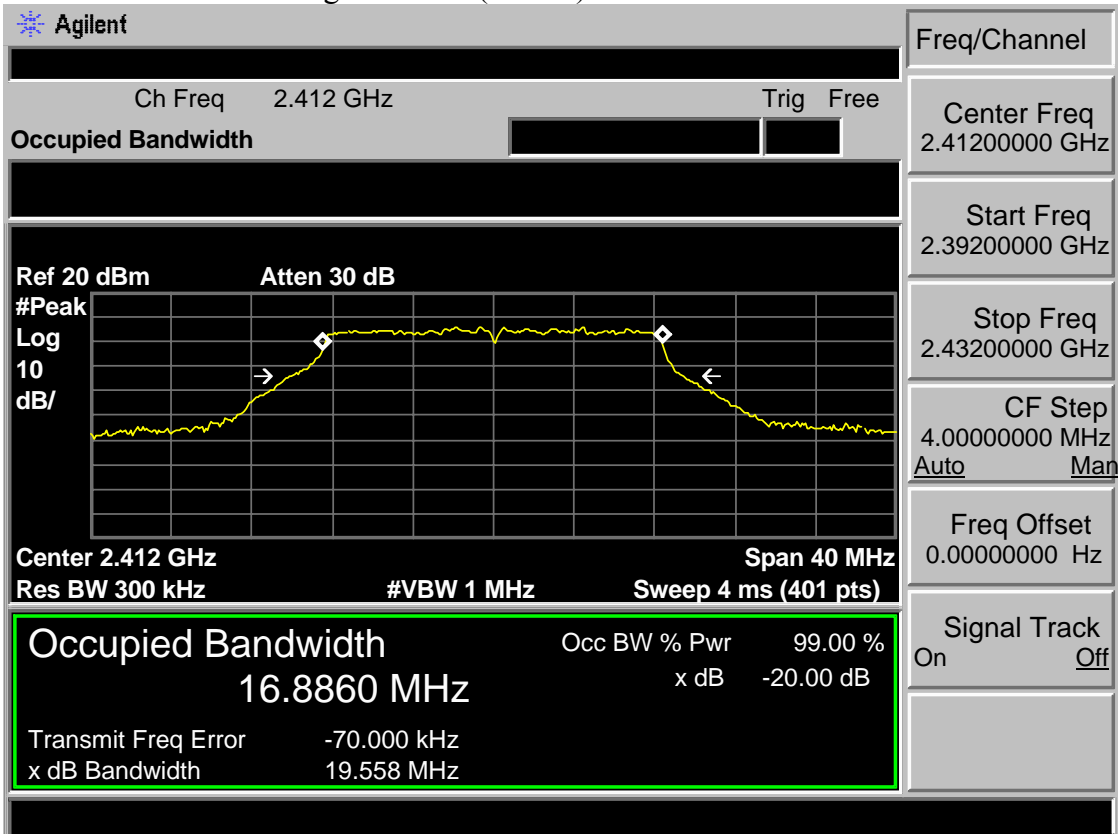 Agilent
Freq/Channel
Ch Freq 2.412 GHz Trig Free
Occupied Bandwidth
Center Freq
2.41200000 GHz
Start Freq
2.39200000 GHz
Stop Freq
2.43200000 GHz
CF Step
4.00000000 MHz
Auto Man
Freq Offset
0.00000000 Hz
Signal Track
On Off
Ref 20 dBm Atten 30 dB
#Peak
Log
10
dB/
Center 2.412 GHz Span 40 MHz
Res BW 300 kHz #VBW 1 MHz Sweep 4 ms (401 pts)
Occupied Bandwidth Occ BW % Pwr 99.00 %
16.8860 MHz x dB -20.00 dB
Transmit Freq Error -70.000 kHz
x dB Bandwidth 19.558 MHz